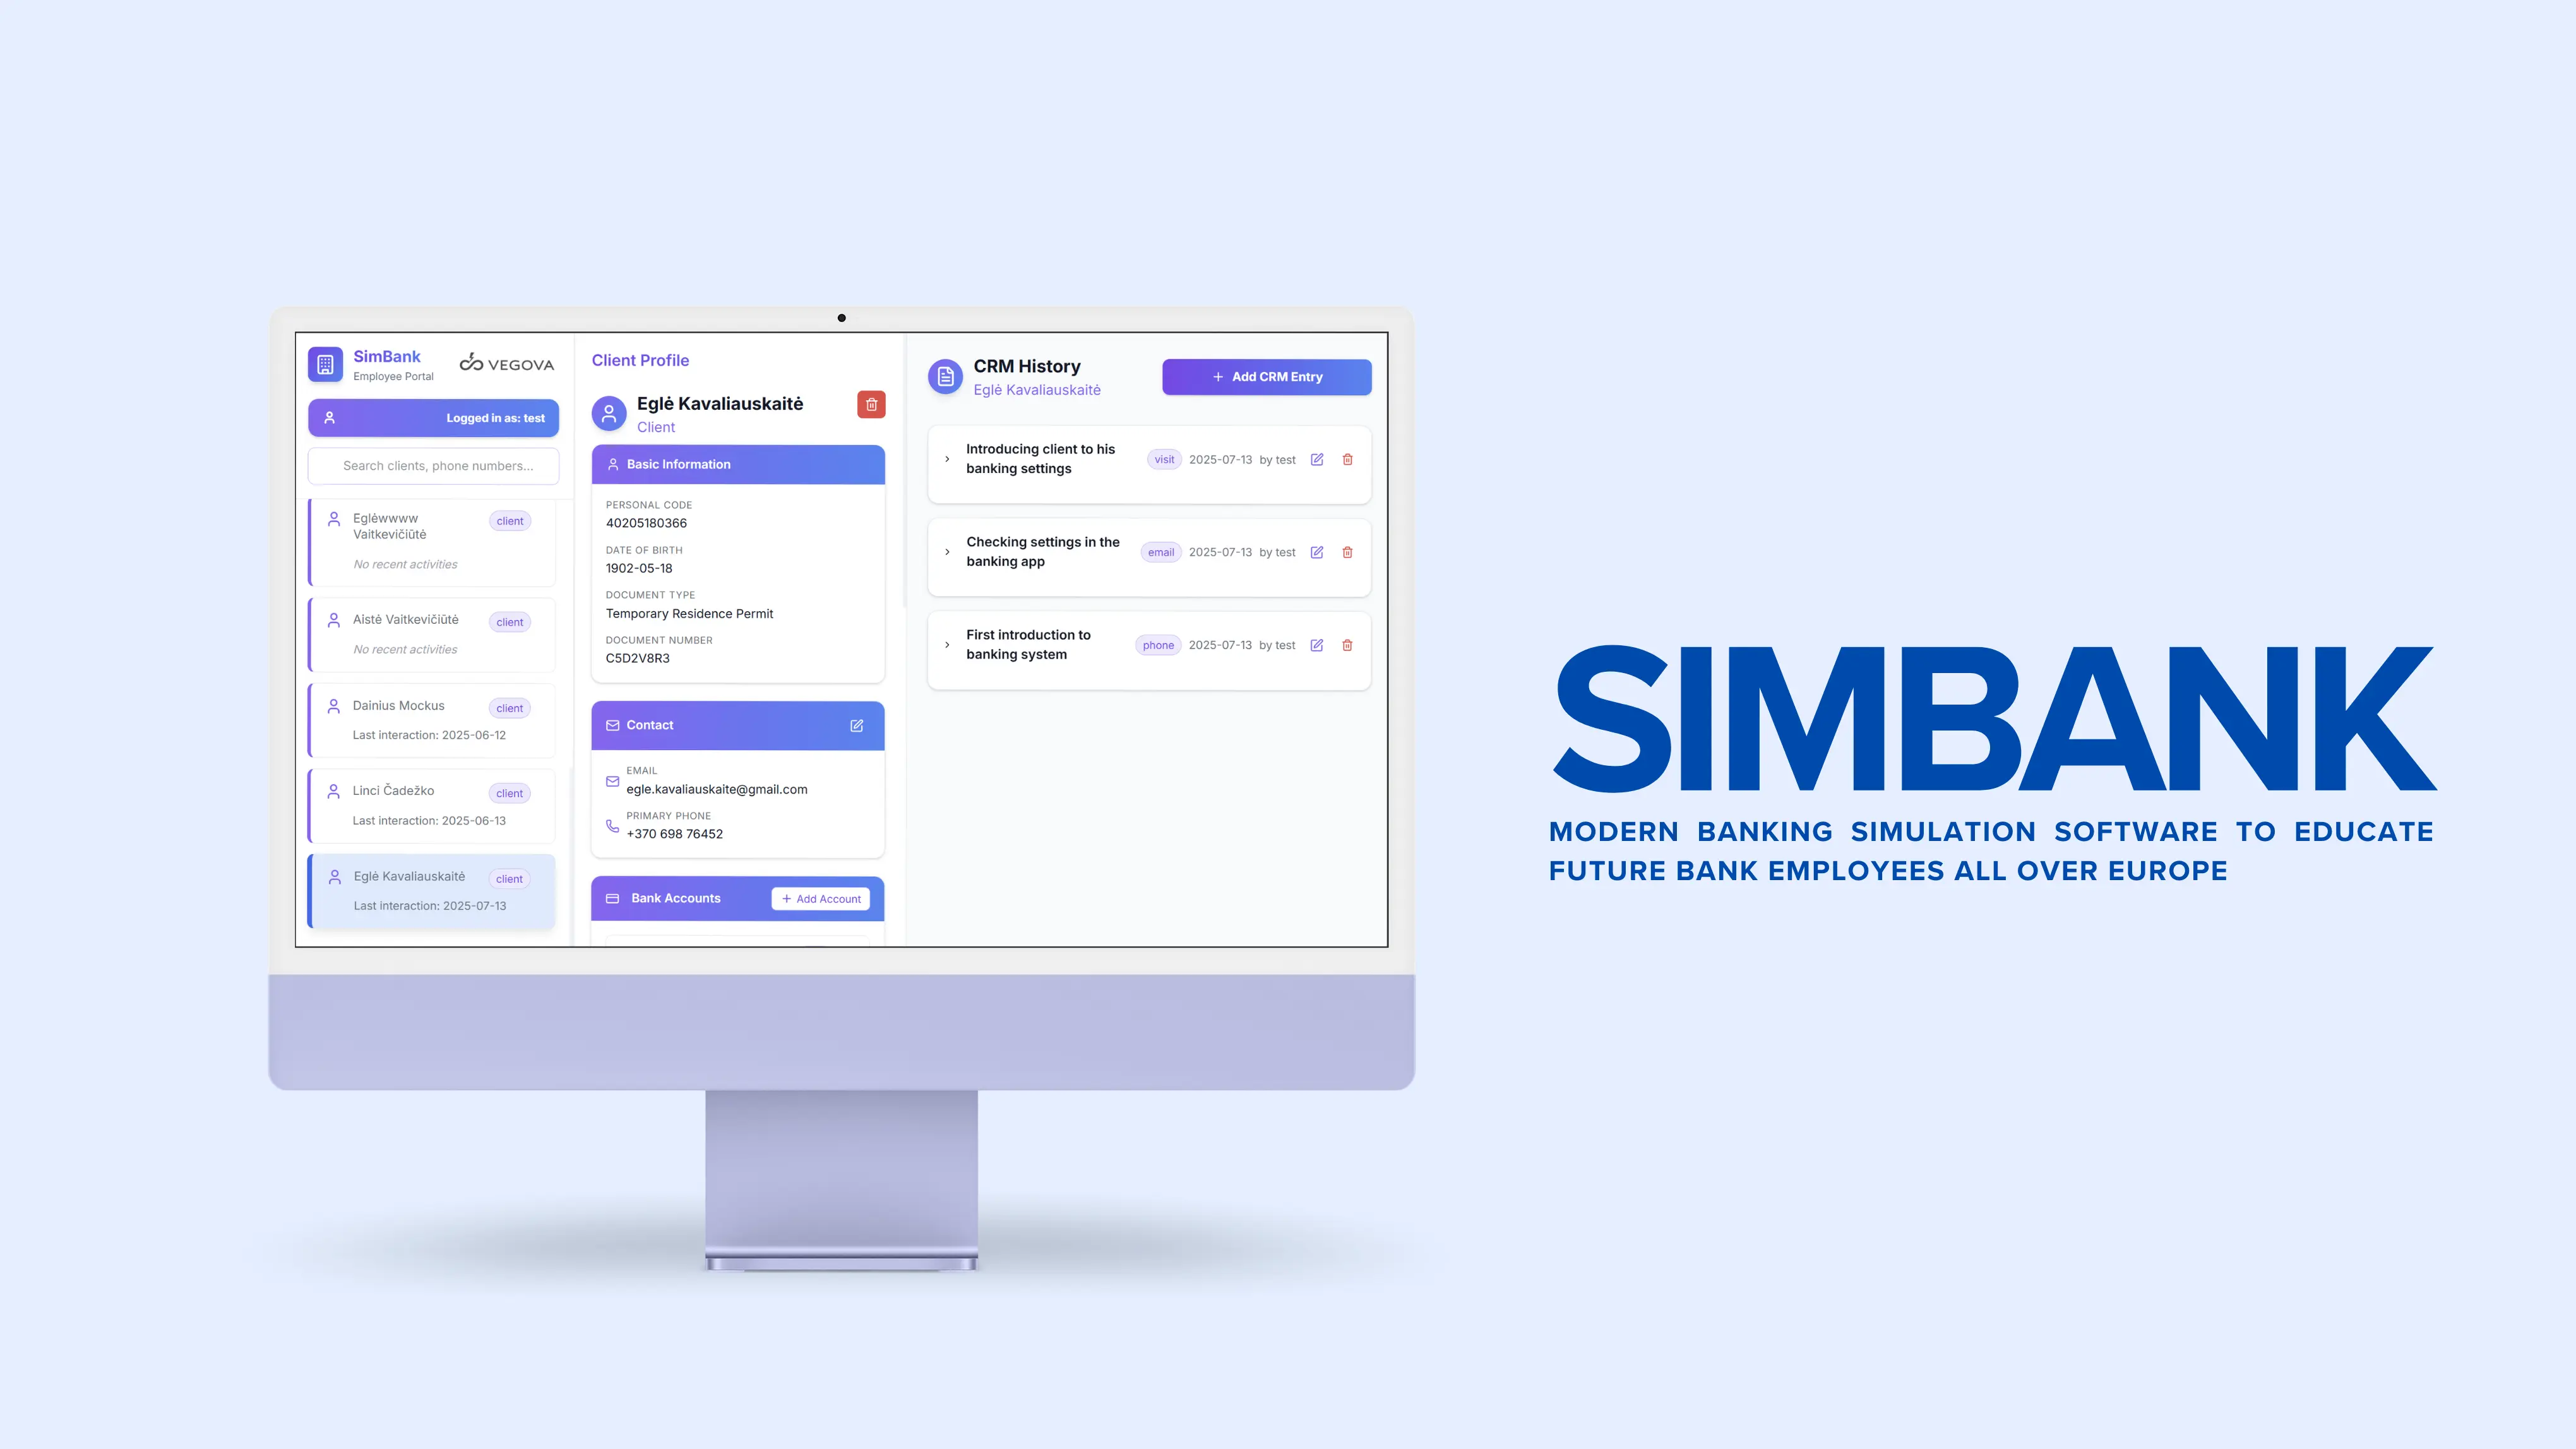 SimBank
Employee Portal
VEGOVA
Logged in as: test
Search clients, phone numbers...
Eglėwwww
Vaitkevičiūtė
client
No recent activities
Aistė Vaitkevičiūtė
client
No recent activities
Dainius Mockus
client
Last interaction: 2025-06-12
Linci Čadežko
client
Last interaction: 2025-06-13
Eglė Kavaliauskaitė
client
Last interaction: 2025-07-13
Client Profile
Eglė Kavaliauskaitė
Client
Basic Information
PERSONAL CODE
40205180366
DATE OF BIRTH
1902-05-18
DOCUMENT TYPE
Temporary Residence Permit
DOCUMENT NUMBER
C5D2V8R3
Contact
EMAIL
egle.kavaliauskaite@gmail.com
PRIMARY PHONE
+370 698 76452
Bank Accounts
+ Add Account
CRM History
Eglė Kavaliauskaitė
+ Add CRM Entry
Introducing client to his
banking settings
visit 2025-07-13 by test
Checking settings in the
banking app
email 2025-07-13 by test
First introduction to
banking system
phone 2025-07-13 by test
SIMBANK
MODERN BANKING SIMULATION SOFTWARE TO EDUCATE
FUTURE BANK EMPLOYEES ALL OVER EUROPE